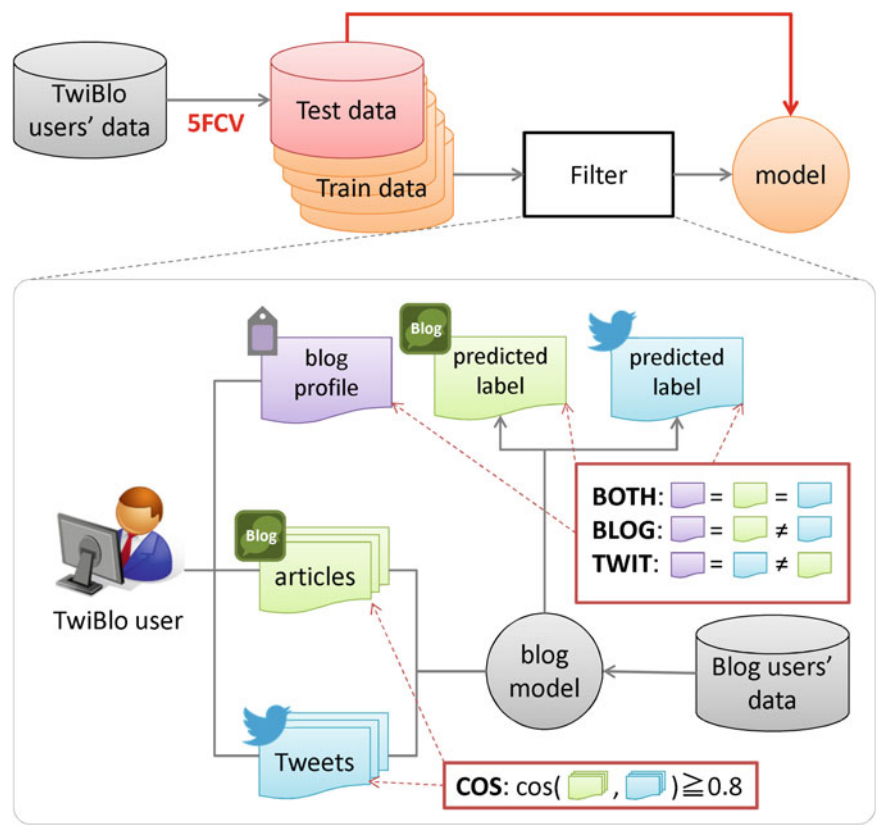 TwiBlo
users' data
5FCV
Test data
Train data
Filter
model
blog
profile
Blog
predicted
label
predicted
label
BOTH: = =
BLOG: = ≠
TWIT: = ≠
Blog
articles
TwiBlo user
blog
model
Blog users'
data
Tweets
COS: cos( , )≧0.8